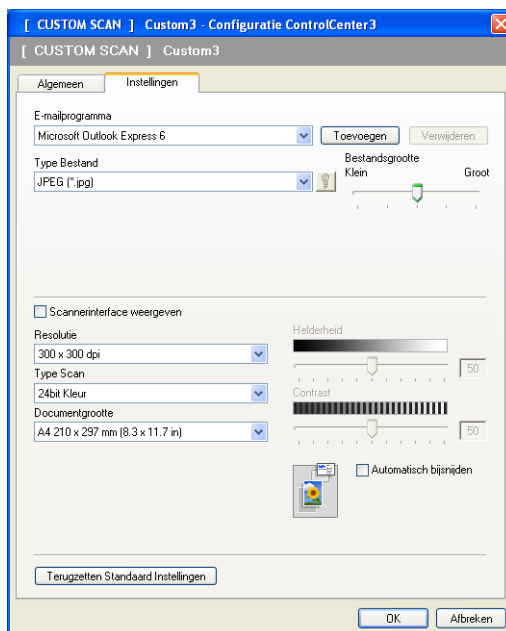 [ CUSTOM SCAN ] Custom3 - Configuratie ControlCenter3
[ CUSTOM SCAN ] Custom3
Algemeen Instellingen
E-mailprogramma
Microsoft Outlook Express 6 Toevoegen Verwijderen
Type Bestand Bestandsgrootte
JPEG (*.jpg) Klein Groot
Scannerinterface weergeven
Resolutie Helderheid
300 x 300 dpi 50
Type Scan
24bit Kleur Contrast
Documentgrootte
A4 210 x 297 mm (8.3 x 11.7 in) 50
Automatisch bijsnijden
Terugzetten Standaard Instellingen
OK Afbreken